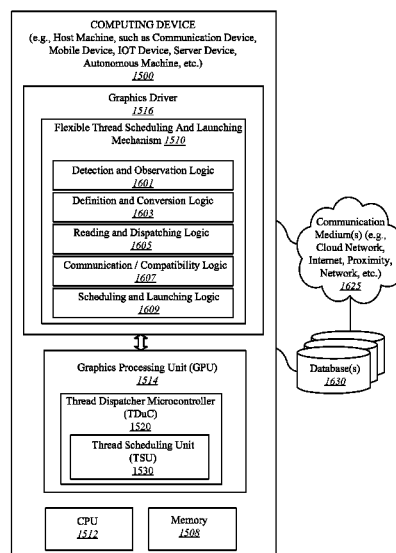 COMPUTING DEVICE
(e.g., Host Machine, such as Communication Device,
Mobile Device, IOT Device, Server Device,
Autonomous Machine, etc.)
1500
Graphics Driver
1516
Flexible Thread Scheduling And Launching
Mechanism 1510
Detection and Observation Logic
1601
Definition and Conversion Logic
1603
Reading and Dispatching Logic
1605
Communication / Compatibility Logic
1607
Scheduling and Launching Logic
1609
Communication
Medium(s) (e.g.,
Cloud Network,
Internet, Proximity,
Network, etc.)
1625
Database(s)
1630
Graphics Processing Unit (GPU)
1514
Thread Dispatcher Microcontroller
(TDuC)
1520
Thread Scheduling Unit
(TSU)
1530
CPU
1512
Memory
1508